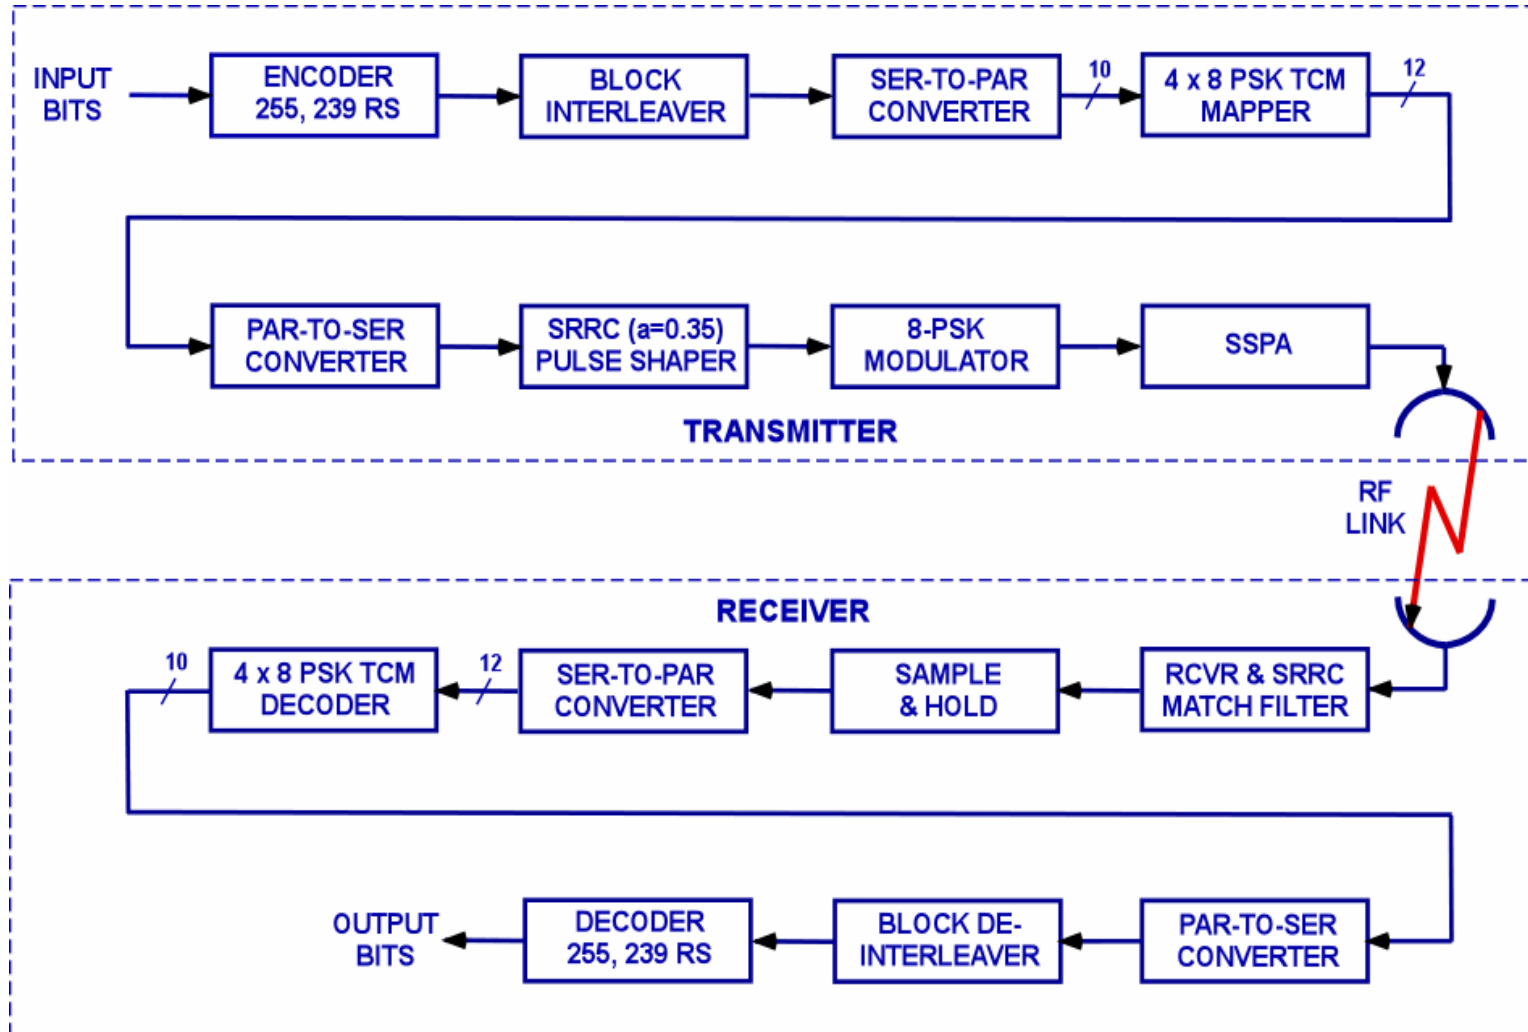 INPUT
BITS
ENCODER
255, 239 RS
BLOCK
INTERLEAVER
SER-TO-PAR
CONVERTER
10
4 x 8 PSK TCM
MAPPER
12
PAR-TO-SER
CONVERTER
SRRC (a=0.35)
PULSE SHAPER
8-PSK
MODULATOR
SSPA
TRANSMITTER
RF
LINK
RECEIVER
10
4 x 8 PSK TCM
DECODER
12
SER-TO-PAR
CONVERTER
SAMPLE
& HOLD
RCVR & SRRC
MATCH FILTER
OUTPUT
BITS
DECODER
255, 239 RS
BLOCK DE-
INTERLEAVER
PAR-TO-SER
CONVERTER